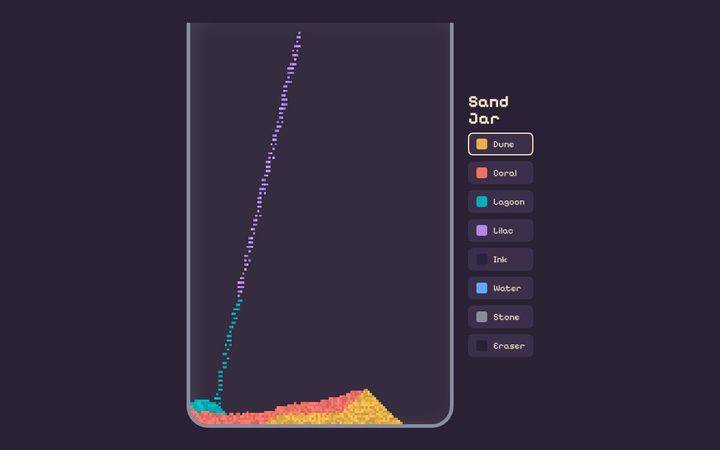 Sand
Jar
Dune
Coral
Lagoon
Lilac
Ink
Water
Stone
Eraser